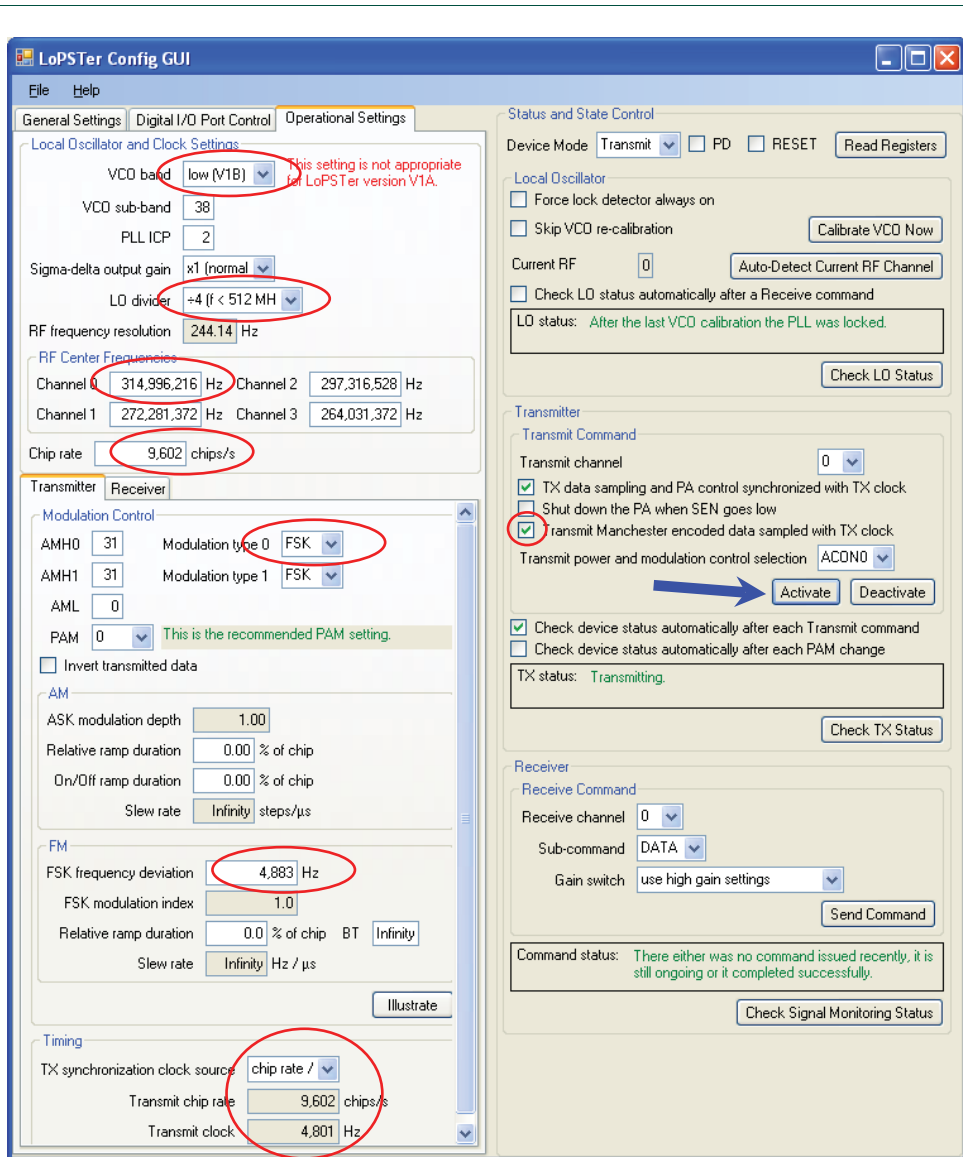 LoPSTer Config GUI
File Help
General Settings Digital I/O Port Control Operational Settings
Local Oscillator and Clock Settings
VCO band low (V1B) This setting is not appropriate for LoPSTer version V1A.
VCO sub-band 38
PLL ICP 2
Sigma-delta output gain x1 (normal
LO divider ÷4 (f < 512 MH
RF frequency resolution 244.14 Hz
RF Center Frequencies
Channel 0 314,996,216 Hz Channel 2 297,316,528 Hz
Channel 1 272,281,372 Hz Channel 3 264,031,372 Hz
Chip rate 9,602 chips/s
Transmitter Receiver
Modulation Control
AMH0 31 Modulation type 0 FSK
AMH1 31 Modulation type 1 FSK
AML 0
PAM 0 This is the recommended PAM setting.
Invert transmitted data
AM
ASK modulation depth 1.00
Relative ramp duration 0.00 % of chip
On/Off ramp duration 0.00 % of chip
Slew rate Infinity steps/µs
FM
FSK frequency deviation 4,883 Hz
FSK modulation index 1.0
Relative ramp duration 0.0 % of chip BT Infinity
Slew rate Infinity Hz / µs
Illustrate
Timing
TX synchronization clock source chip rate /
Transmit chip rate 9,602 chips/s
Transmit clock 4,801 Hz
Status and State Control
Device Mode Transmit PD RESET Read Registers
Local Oscillator
Force lock detector always on
Skip VCO re-calibration Calibrate VCO Now
Current RF 0 Auto-Detect Current RF Channel
Check LO status automatically after a Receive command
LO status: After the last VCO calibration the PLL was locked.
Check LO Status
Transmitter
Transmit Command
Transmit channel 0
TX data sampling and PA control synchronized with TX clock
Shut down the PA when SEN goes low
Transmit Manchester encoded data sampled with TX clock
Transmit power and modulation control selection ACON0
Activate Deactivate
Check device status automatically after each Transmit command
Check device status automatically after each PAM change
TX status: Transmitting.
Check TX Status
Receiver
Receive Command
Receive channel 0
Sub-command DATA
Gain switch use high gain settings
Send Command
Command status: There either was no command issued recently, it is
still ongoing or it completed successfully.
Check Signal Monitoring Status